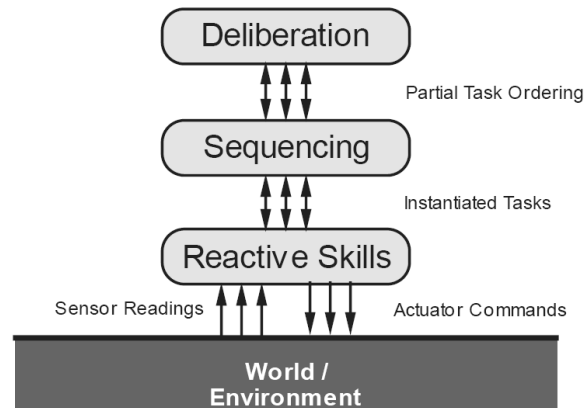 Deliberation
Partial Task Ordering
Sequencing
Instantiated Tasks
Reactive Skills
Sensor Readings
Actuator Commands
World /
Environment